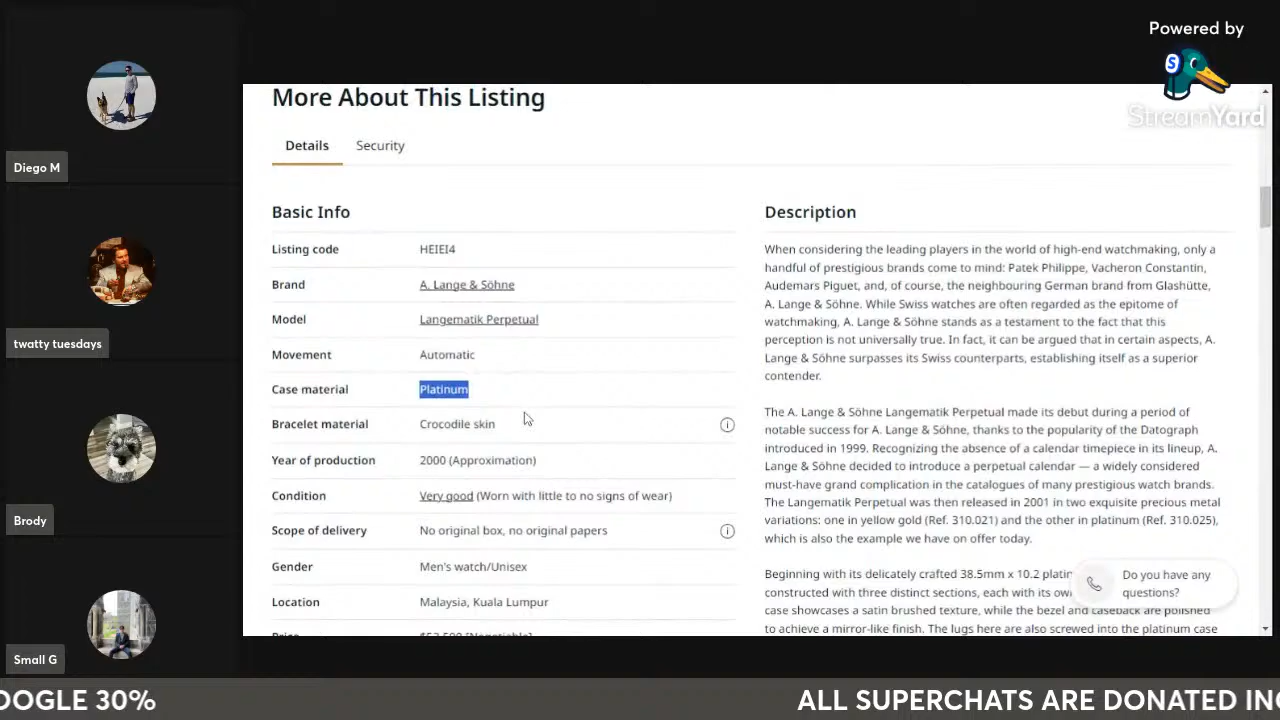 Powered by
StreamYard
Diego M
twatty tuesdays
Brody
Small G
More About This Listing
Details Security
Basic Info
Listing code HEIEI4
Brand A. Lange & Söhne
Model Langematik Perpetual
Movement Automatic
Case material Platinum
Bracelet material Crocodile skin
Year of production 2000 (Approximation)
Condition Very good (Worn with little to no signs of wear)
Scope of delivery No original box, no original papers
Gender Men's watch/Unisex
Location Malaysia, Kuala Lumpur
Price $53,500 [Negotiable]
Description
When considering the leading players in the world of high-end watchmaking, only a
handful of prestigious brands come to mind: Patek Philippe, Vacheron Constantin,
Audemars Piguet, and, of course, the neighbouring German brand from Glashütte,
A. Lange & Söhne. While Swiss watches are often regarded as the epitome of
watchmaking, A. Lange & Söhne stands as a testament to the fact that this
perception is not universally true. In fact, it can be argued that in certain aspects, A.
Lange & Söhne surpasses its Swiss counterparts, establishing itself as a superior
contender.
The A. Lange & Söhne Langematik Perpetual made its debut during a period of
notable success for A. Lange & Söhne, thanks to the popularity of the Datograph
introduced in 1999. Recognizing the absence of a calendar timepiece in its lineup, A.
Lange & Söhne decided to introduce a perpetual calendar — a widely considered
must-have grand complication in the catalogues of many prestigious watch brands.
The Langematik Perpetual was then released in 2001 in two exquisite precious metal
variations: one in yellow gold (Ref. 310.021) and the other in platinum (Ref. 310.025),
which is also the example we have on offer today.
Beginning with its delicately crafted 38.5mm x 10.2 platin
constructed with three distinct sections, each with its ow
case showcases a satin brushed texture, while the bezel and caseback are polished
to achieve a mirror-like finish. The lugs here are also screwed into the platinum case
Do you have any
questions?
OOGLE 30% ALL SUPERCHATS ARE DONATED INC